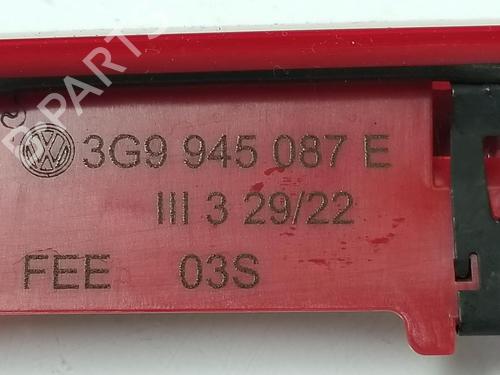 B PARTS
3G9 945 087 E
III 3 29/22
FEE 03S